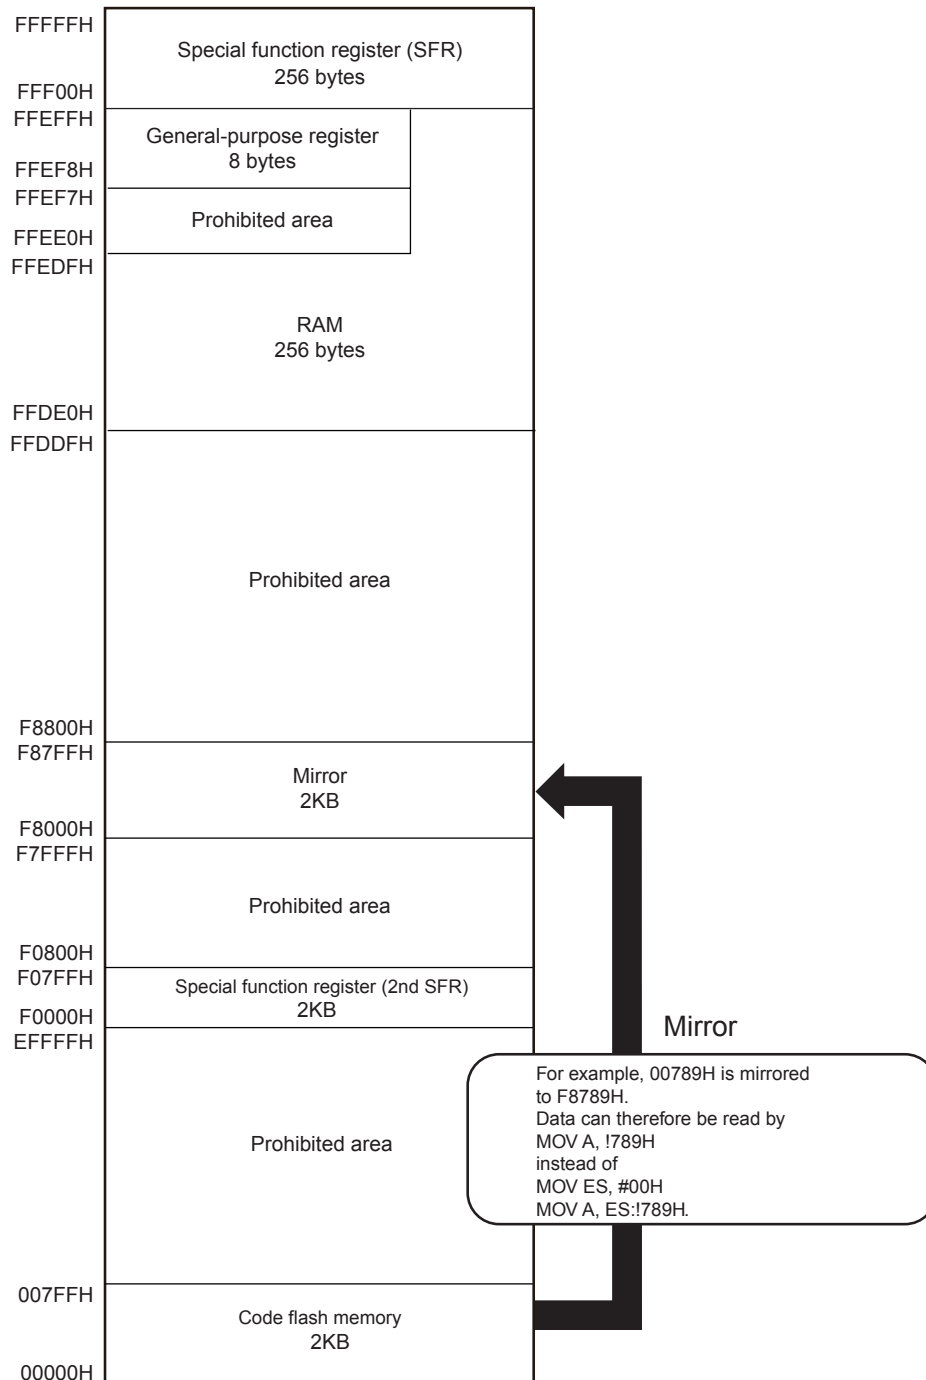 FFFFFH
Special function register (SFR)
256 bytes
FFF00H
FFEFFH
General-purpose register
8 bytes
FFEF8H
FFEF7H
Prohibited area
FFEE0H
FFEDFH
RAM
256 bytes
FFDE0H
FFDDFH
Prohibited area
F8800H
F87FFH
Mirror
2KB
F8000H
F7FFFH
Prohibited area
F0800H
F07FFH
Special function register (2nd SFR)
2KB
F0000H
EFFFFH
Mirror
For example, 00789H is mirrored
to F8789H.
Data can therefore be read by
MOV A, !789H
instead of
MOV ES, #00H
MOV A, ES:!789H.
Prohibited area
007FFH
Code flash memory
2KB
00000H